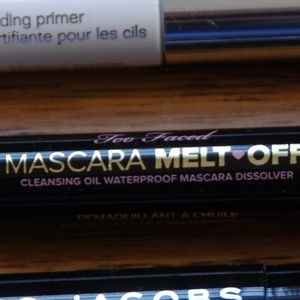 ding primer
rtifiante pour les cils
Too Faced
MASCARA MELT♥OFF
CLEANSING OIL WATERPROOF MASCARA DISSOLVER
DÉMAQUILLANT À L'HUILE
JACOBS